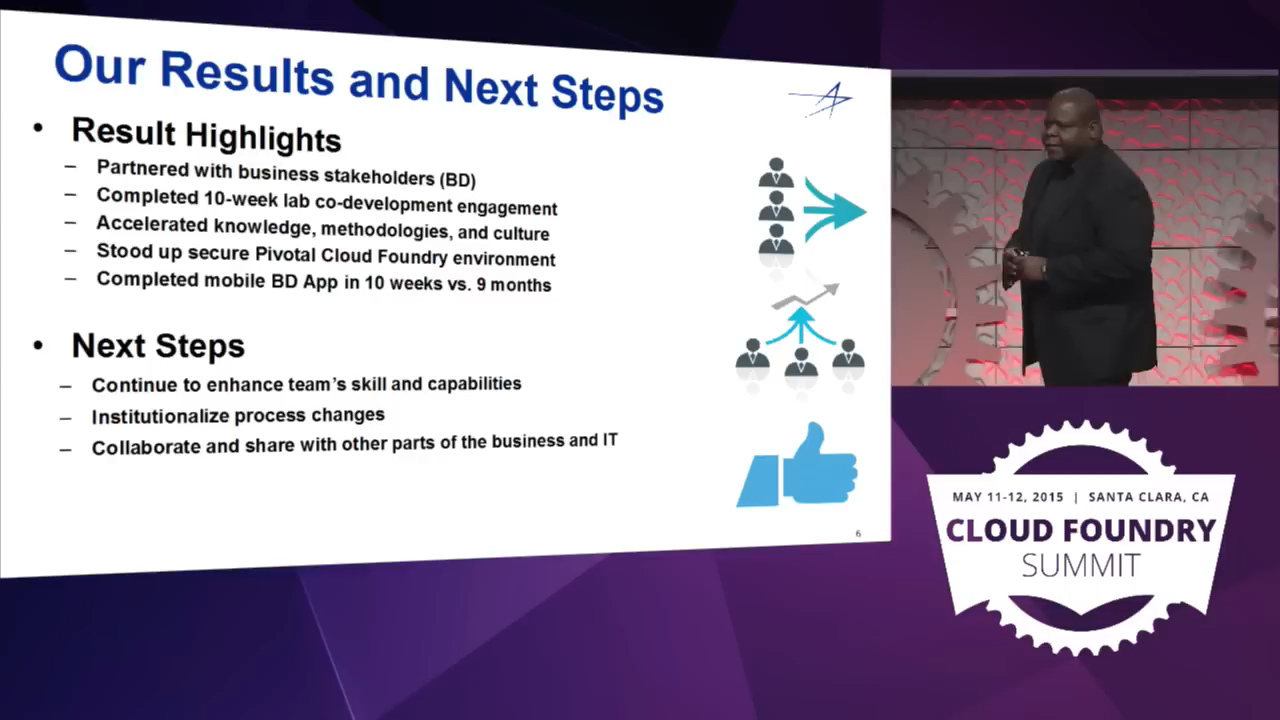 Our Results and Next Steps
• Result Highlights
– Partnered with business stakeholders (BD)
– Completed 10-week lab co-development engagement
– Accelerated knowledge, methodologies, and culture
– Stood up secure Pivotal Cloud Foundry environment
– Completed mobile BD App in 10 weeks vs. 9 months
• Next Steps
– Continue to enhance team's skill and capabilities
– Institutionalize process changes
– Collaborate and share with other parts of the business and IT
6
MAY 11-12, 2015 | SANTA CLARA, CA
CLOUD FOUNDRY
SUMMIT